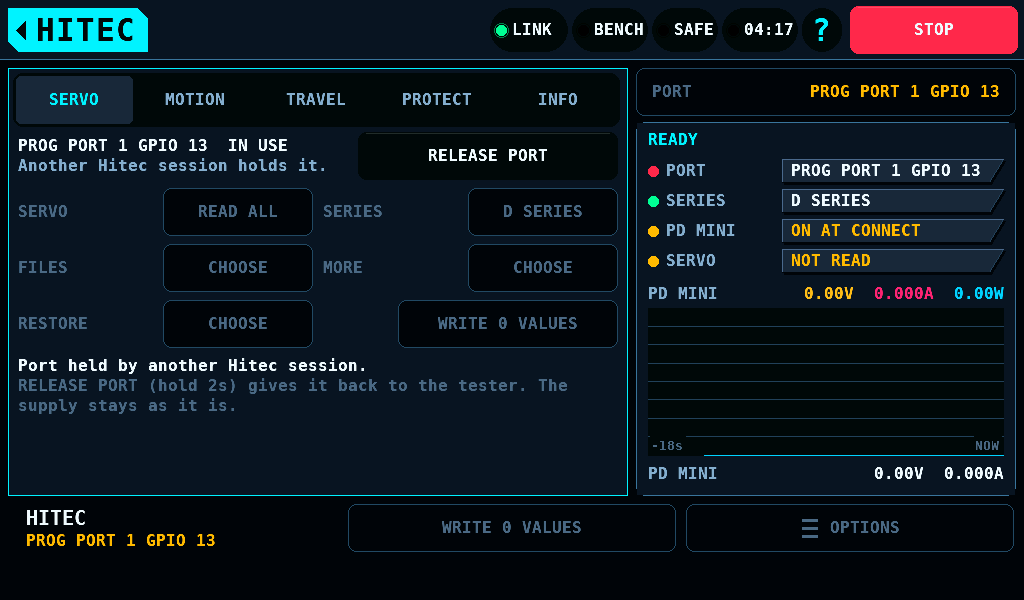 HITEC
LINK
BENCH
SAFE
04:17
?
STOP
SERVO
MOTION
TRAVEL
PROTECT
INFO
PROG PORT 1 GPIO 13  IN USE
Another Hitec session holds it.
RELEASE PORT
SERVO
READ ALL
SERIES
D SERIES
FILES
CHOOSE
MORE
CHOOSE
RESTORE
CHOOSE
WRITE 0 VALUES
Port held by another Hitec session.
RELEASE PORT (hold 2s) gives it back to the tester. The
supply stays as it is.
PORT
PROG PORT 1 GPIO 13
READY
PORT
PROG PORT 1 GPIO 13
SERIES
D SERIES
PD MINI
ON AT CONNECT
SERVO
NOT READ
PD MINI
0.00V
0.000A
0.00W
-18s
NOW
PD MINI
0.00V
0.000A
HITEC
PROG PORT 1 GPIO 13
WRITE 0 VALUES
OPTIONS